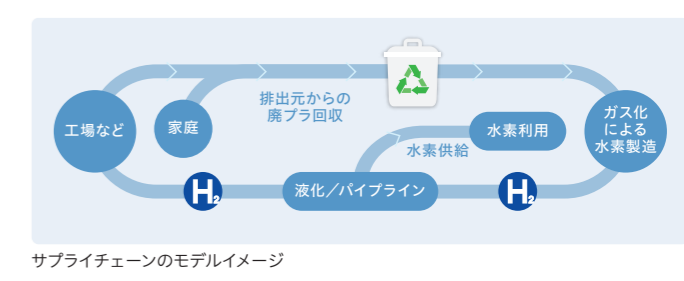 排出元からの
廃プラ回収
工場など
家庭
ガス化
による
水素製造
水素利用
水素供給
液化／パイプライン
H2
H2
サプライチェーンのモデルイメージ